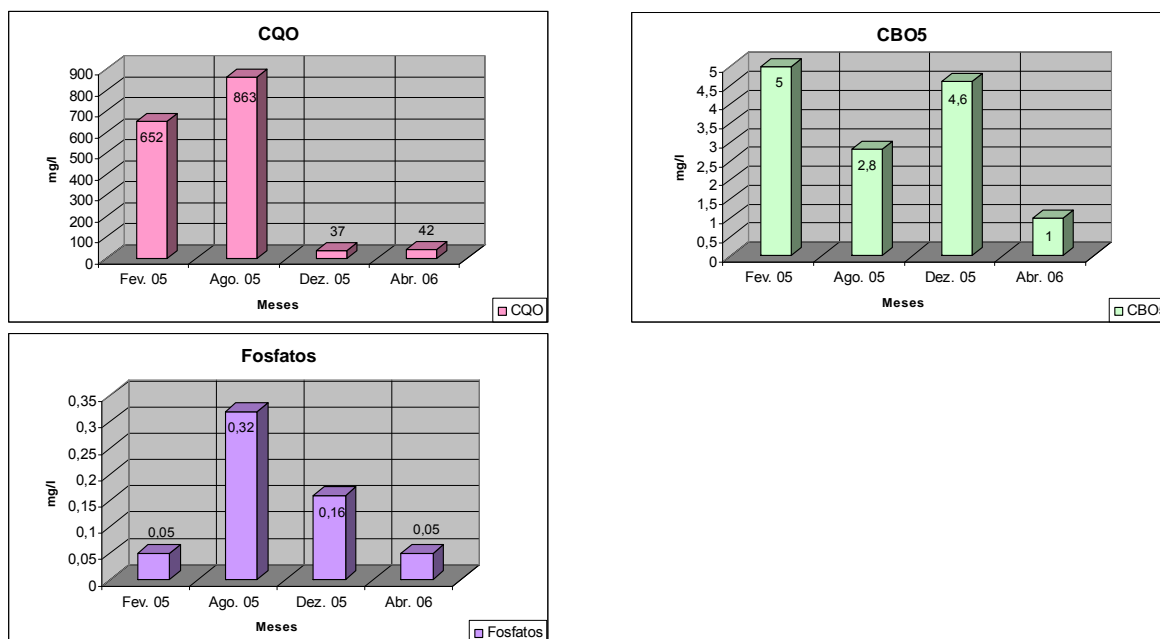 CQO
mg/l
900
800
700
600
500
400
300
200
100
0
652
863
37
42
Fev. 05 Ago. 05 Dez. 05 Abr. 06
Meses
CQO
CBO5
mg/l
5
4,5
4
3,5
3
2,5
2
1,5
1
0,5
0
5
2,8
4,6
1
Fev. 05 Ago. 05 Dez. 05 Abr. 06
Meses
CBO5
Fosfatos
mg/l
0,35
0,3
0,25
0,2
0,15
0,1
0,05
0
0,05
0,32
0,16
0,05
Fev. 05 Ago. 05 Dez. 05 Abr. 06
Meses
Fosfatos